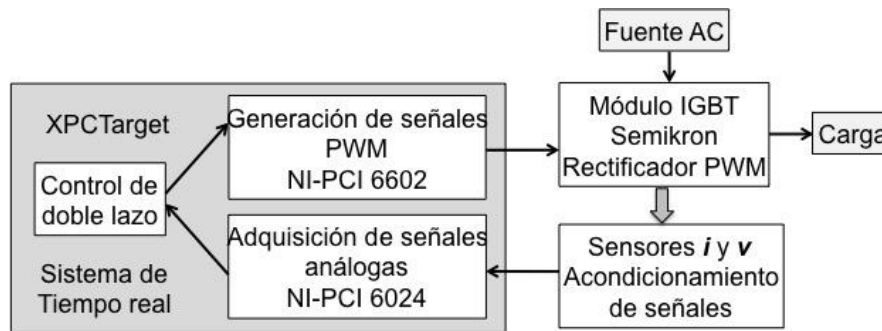 Fuente AC
XPCTarget
Generación de señales
PWM
NI-PCI 6602
Módulo IGBT
Semikron
Rectificador PWM
Carga
Control de
doble lazo
Adquisición de señales
análogas
NI-PCI 6024
Sensores i y v
Acondicionamiento
de señales
Sistema de
Tiempo real